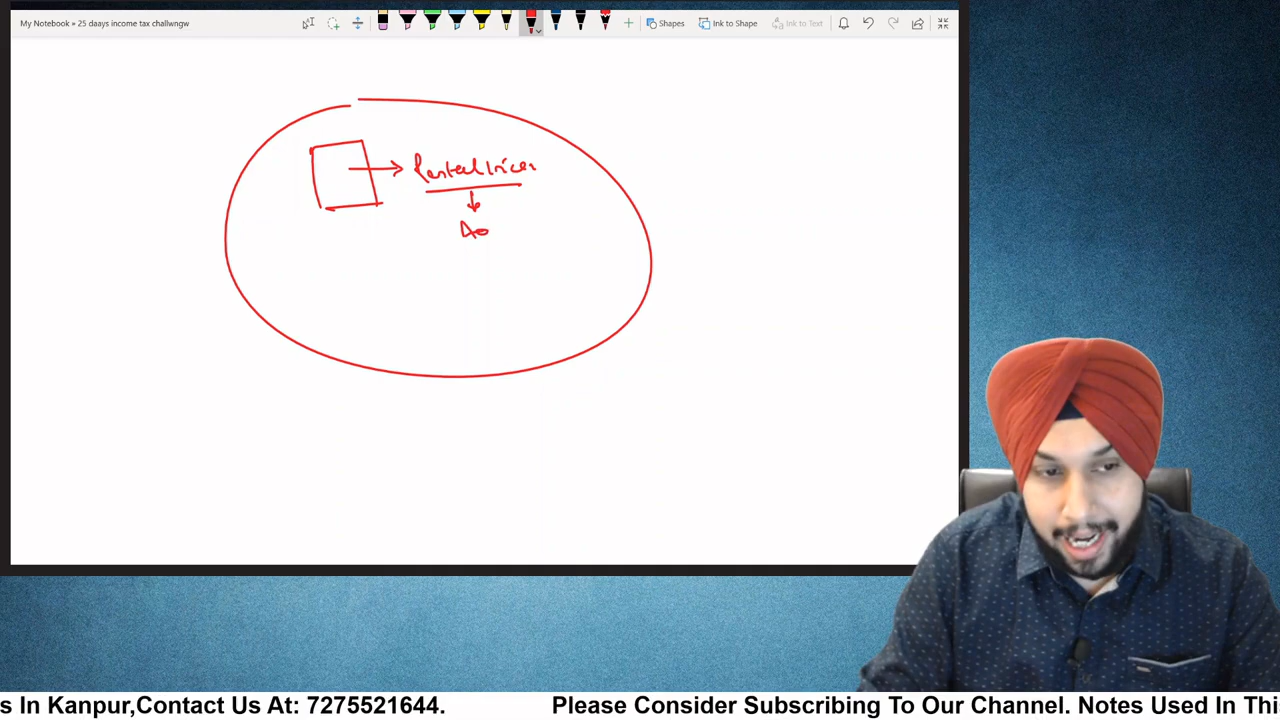 My Notebook » 25 daays income tax challwngw
Shapes
Ink to Shape
Ink to Text
s In Kanpur,Contact Us At: 7275521644. Please Consider Subscribing To Our Channel. Notes Used In Thi